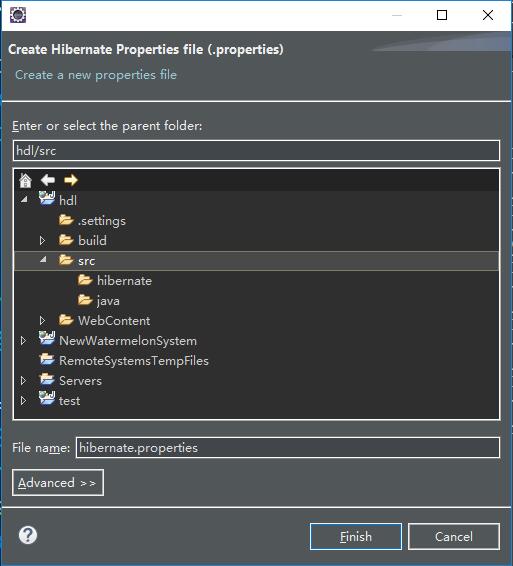 Create Hibernate Properties file (.properties)
Create a new properties file
Enter or select the parent folder:
hdl/src
hdl
.settings
build
src
hibernate
java
WebContent
NewWatermelonSystem
RemoteSystemsTempFiles
Servers
test
File name: hibernate.properties
Advanced >>
? Finish Cancel